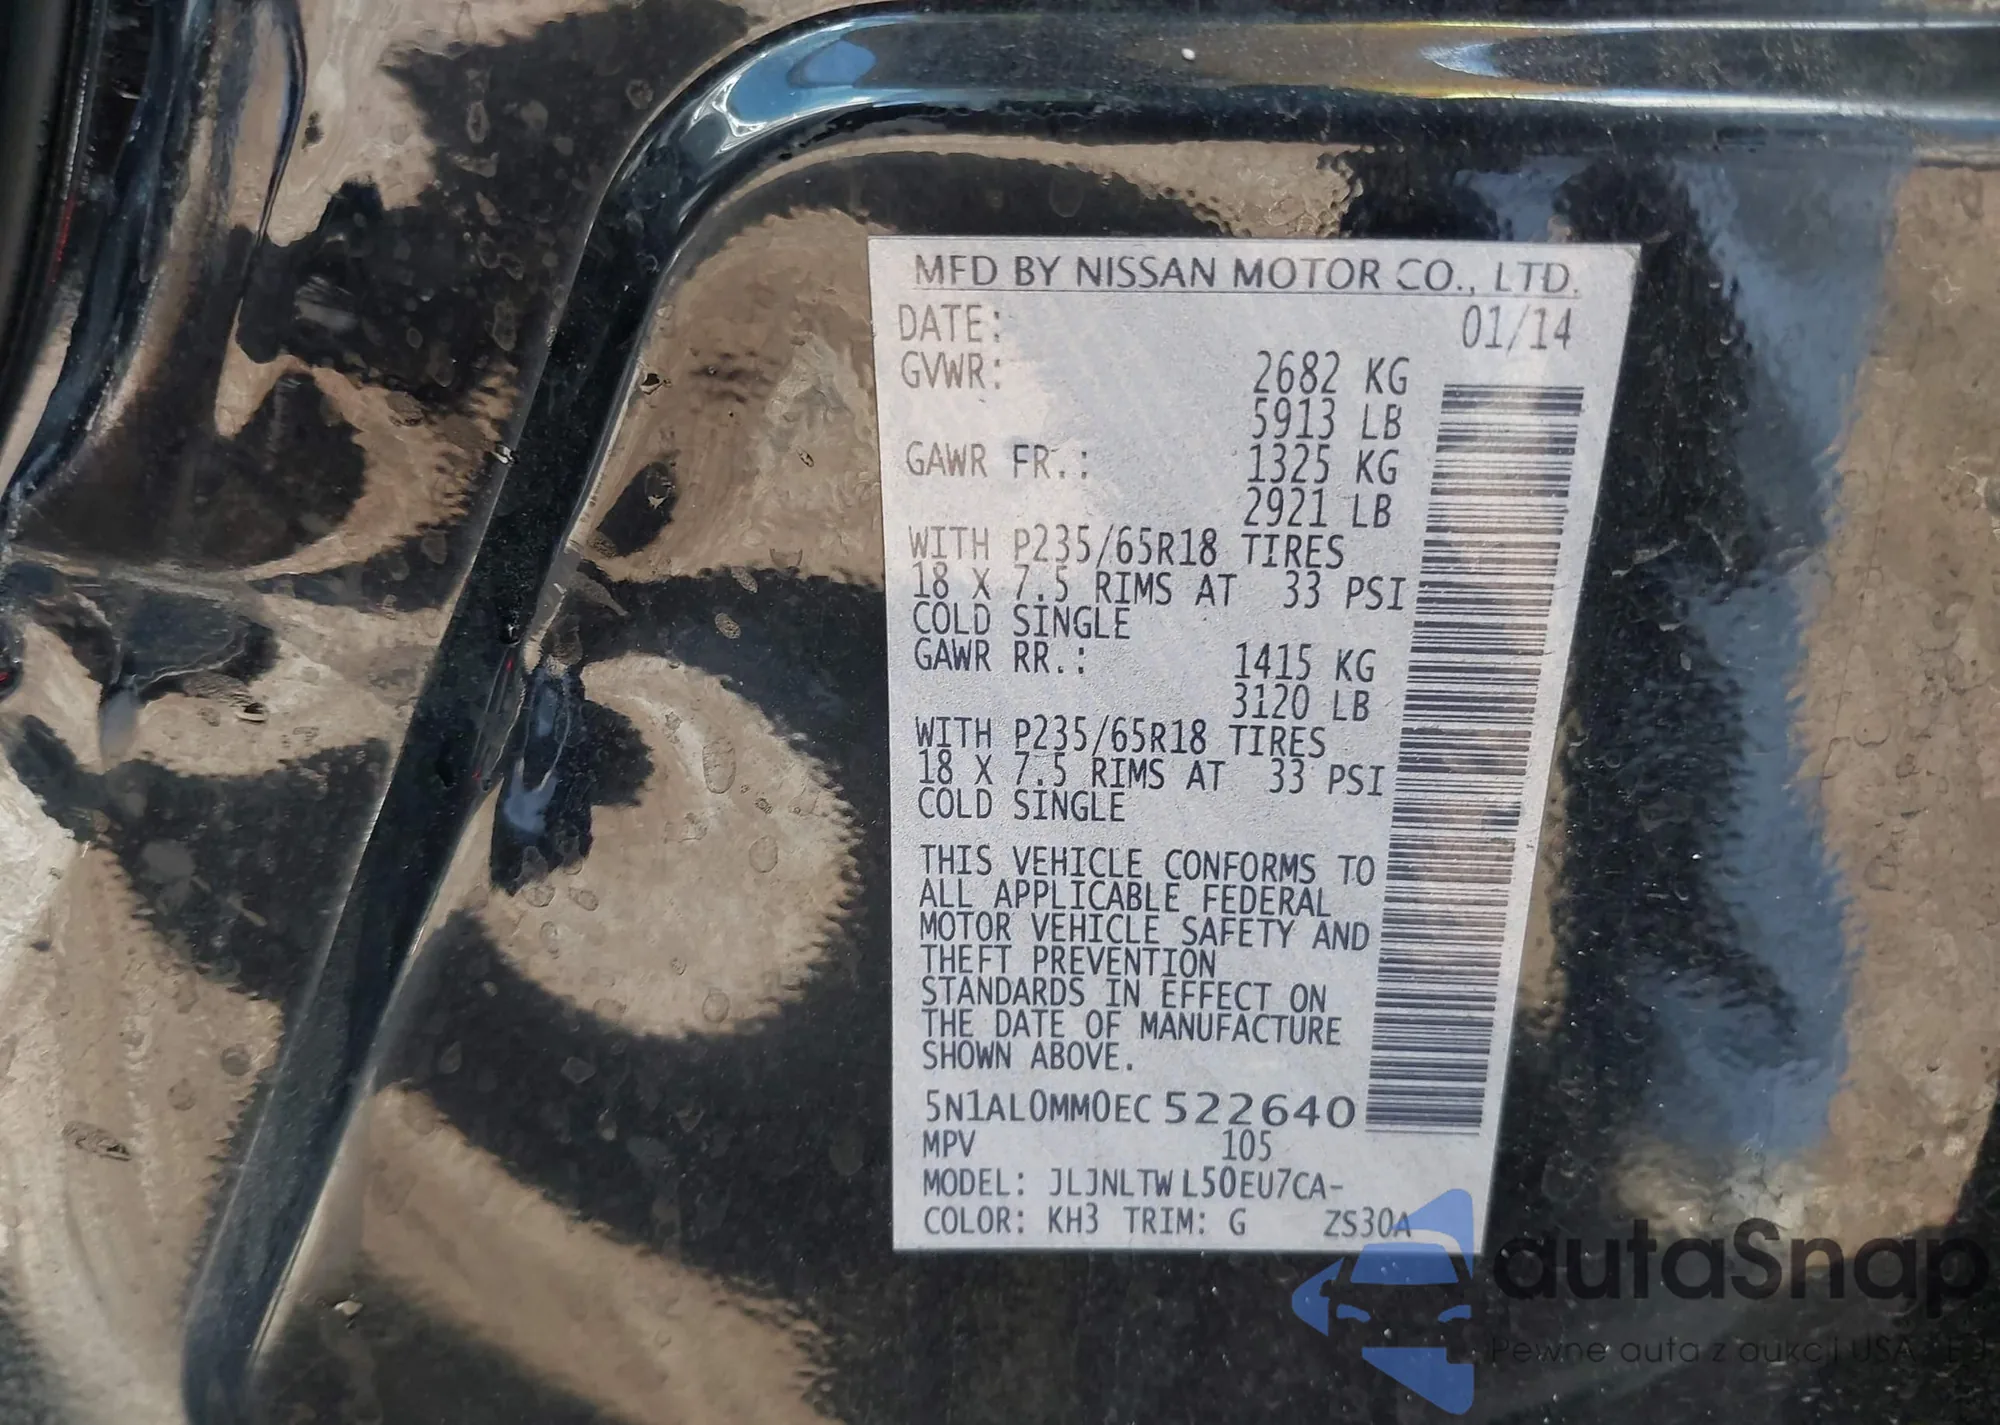 MFD BY NISSAN MOTOR CO., LTD.
DATE: 01/14
GVWR: 2682 KG
5913 LB
GAWR FR.: 1325 KG
2921 LB
WITH P235/65R18 TIRES
18 X 7.5 RIMS AT 33 PSI
COLD SINGLE
GAWR RR.: 1415 KG
3120 LB
WITH P235/65R18 TIRES
18 X 7.5 RIMS AT 33 PSI
COLD SINGLE
THIS VEHICLE CONFORMS TO
ALL APPLICABLE FEDERAL
MOTOR VEHICLE SAFETY AND
THEFT PREVENTION
STANDARDS IN EFFECT ON
THE DATE OF MANUFACTURE
SHOWN ABOVE.
5N1AL0MM0EC522640
MPV 105
MODEL: JLJNLTWL50EU7CA-
COLOR: KH3 TRIM: G ZS30A
autaSnap
Pewne auta z aukcji USA